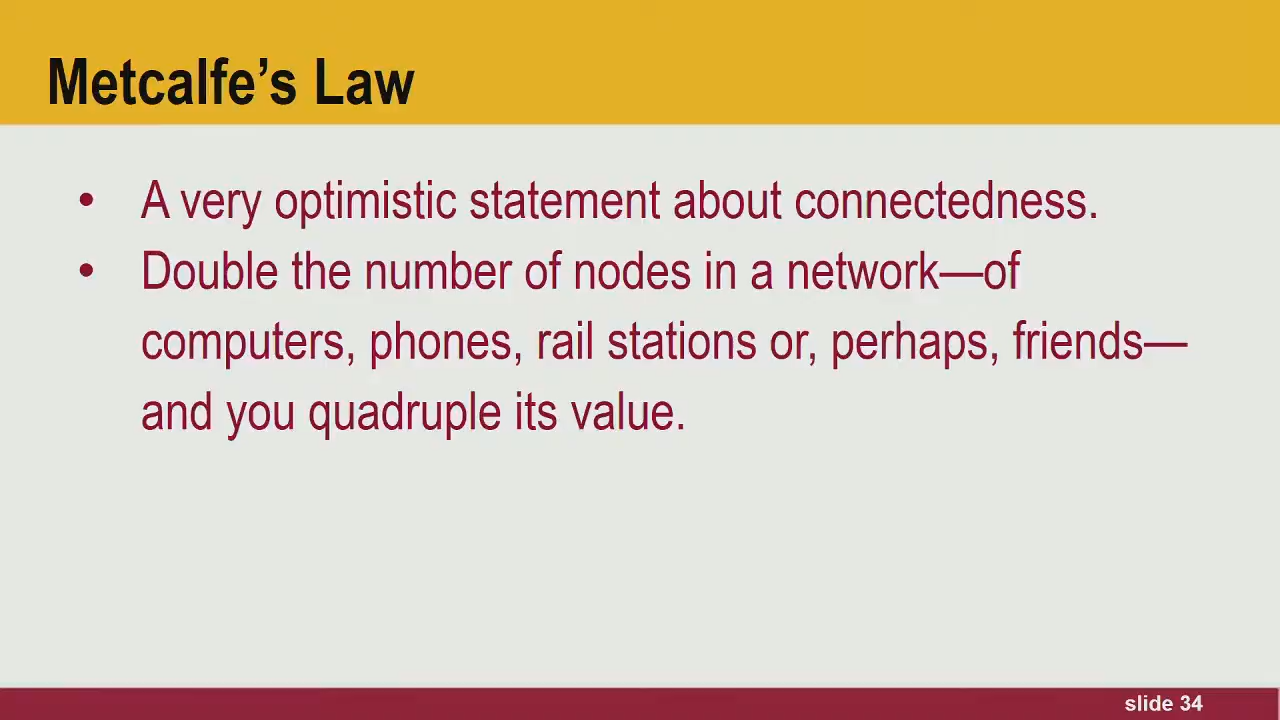 Metcalfe’s Law
• A very optimistic statement about connectedness.
• Double the number of nodes in a network—of
computers, phones, rail stations or, perhaps, friends—
and you quadruple its value.
slide 34